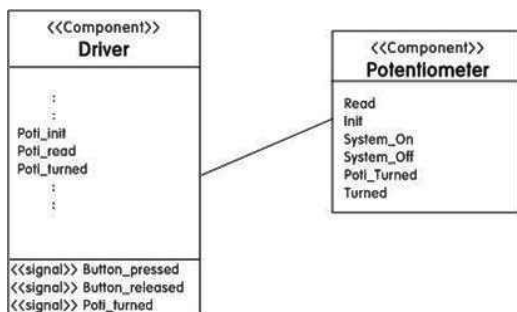 <<Component>>
Driver
:
:
Poti_init
Poti_read
Poti_turned
:
:
<<signal>> Button_pressed
<<signal>> Button_released
<<signal>> Poti_turned
<<Component>>
Potentiometer
Read
Init
System_On
System_Off
Poti_Turned
Turned